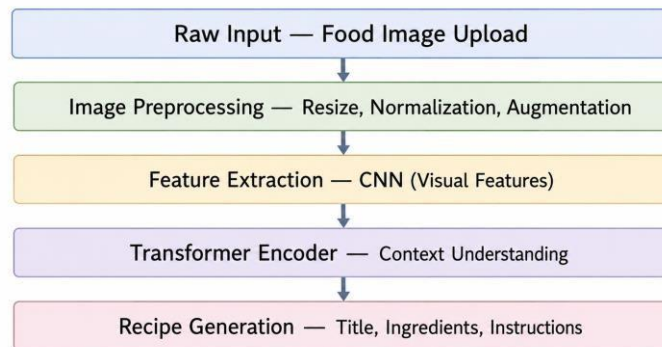 Raw Input — Food Image Upload
Image Preprocessing — Resize, Normalization, Augmentation
Feature Extraction — CNN (Visual Features)
Transformer Encoder — Context Understanding
Recipe Generation — Title, Ingredients, Instructions